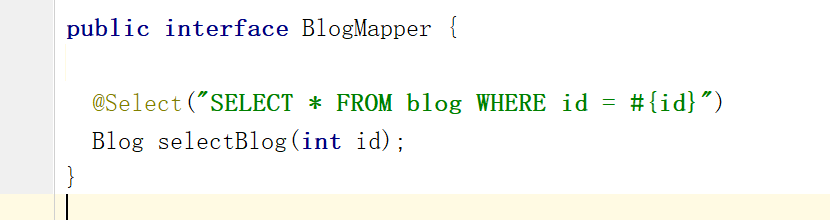 public interface BlogMapper {
@Select("SELECT * FROM blog WHERE id = #{id}")
Blog selectBlog(int id);
}